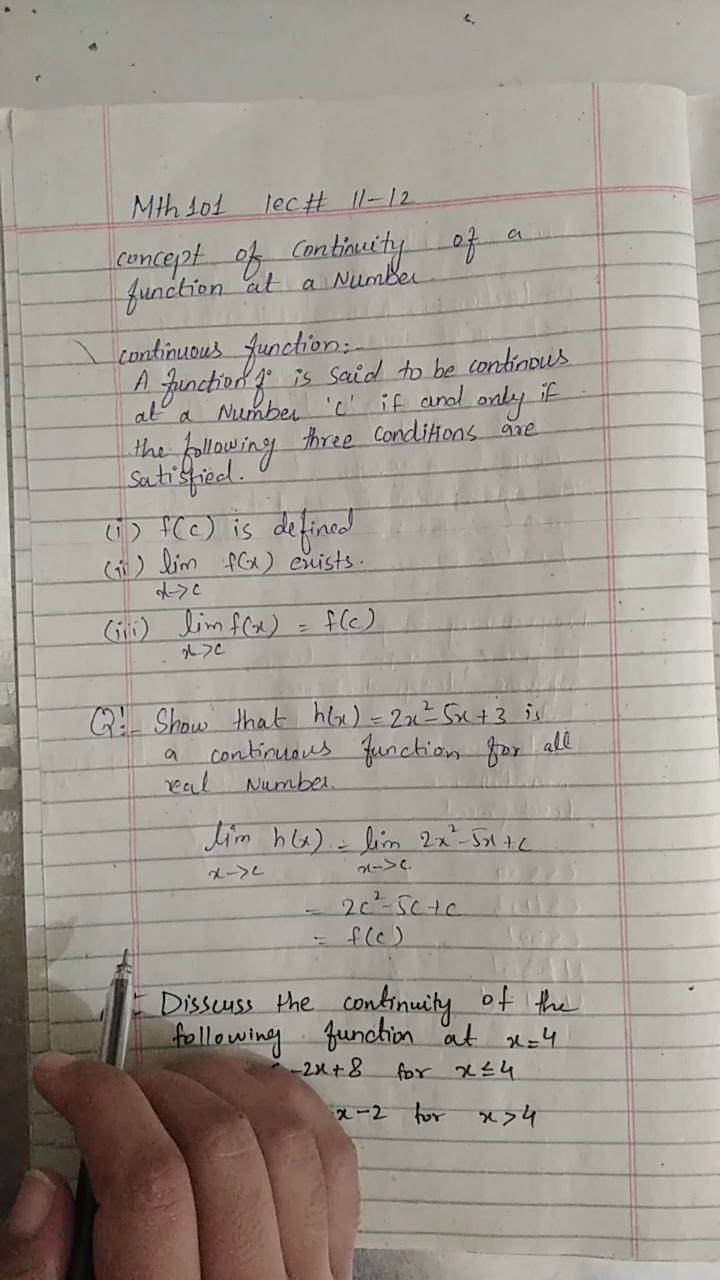 Mth 101 lec# 11-12
concept of continuity of a
function at a Number
continuous function:-
A function f is said to be continous
at a Number 'c' if and only if
the following three conditions are
satisfied.
(i) f(c) is defined
(ii) lim f(x) exists.
x->c
(iii) lim f(x) = f(c)
x->c
Q:- Show that h(x) = 2x²-5x+3 is
a continuous function for all
real Number.
lim h(x) = lim 2x²-5x+c
x->c x->c
= 2c²-5c+c
= f(c)
:- Disscuss the continuity of the
following function at x=4
-2x+8 for x≤4
x-2 for x>4